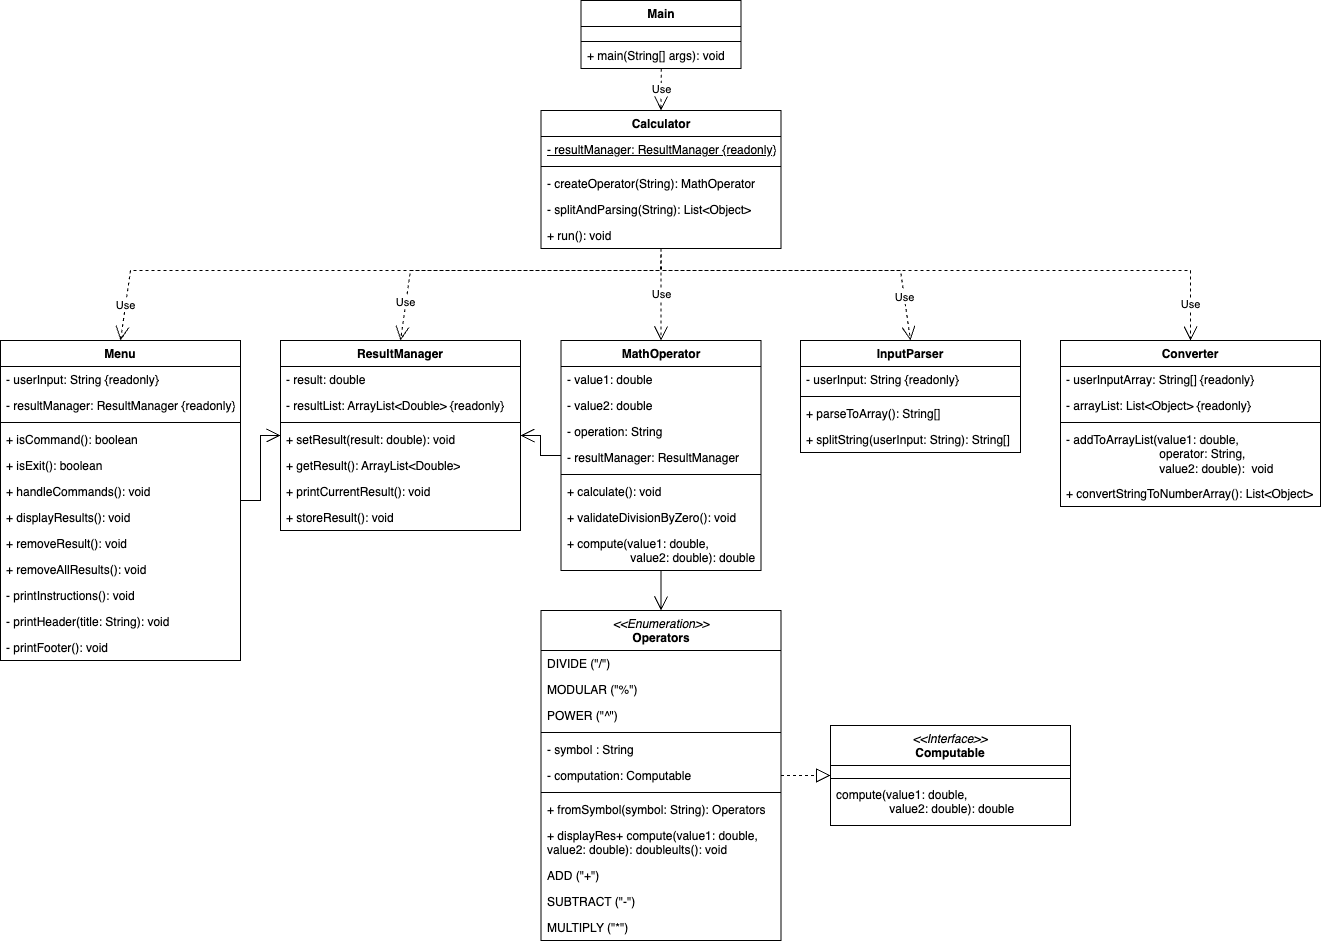 Main
+ main(String[] args): void
Use
Calculator
- resultManager: ResultManager {readonly}
- createOperator(String): MathOperator
- splitAndParsing(String): List<Object>
+ run(): void
Use
Use
Use
Use
Use
Menu
- userInput: String {readonly}
- resultManager: ResultManager {readonly}
+ isCommand(): boolean
+ isExit(): boolean
+ handleCommands(): void
+ displayResults(): void
+ removeResult(): void
+ removeAllResults(): void
- printInstructions(): void
- printHeader(title: String): void
- printFooter(): void
ResultManager
- result: double
- resultList: ArrayList<Double> {readonly}
+ setResult(result: double): void
+ getResult(): ArrayList<Double>
+ printCurrentResult(): void
+ storeResult(): void
MathOperator
- value1: double
- value2: double
- operation: String
- resultManager: ResultManager
+ calculate(): void
+ validateDivisionByZero(): void
+ compute(value1: double,
value2: double): double
InputParser
- userInput: String {readonly}
+ parseToArray(): String[]
+ splitString(userInput: String): String[]
Converter
- userInputArray: String[] {readonly}
- arrayList: List<Object> {readonly}
- addToArrayList(value1: double,
operator: String,
value2: double): void
+ convertStringToNumberArray(): List<Object>
<<Enumeration>>
Operators
DIVIDE ("/")
MODULAR ("%")
POWER ("^")
- symbol : String
- computation: Computable
+ fromSymbol(symbol: String): Operators
+ displayRes+ compute(value1: double,
value2: double): doubleults(): void
ADD ("+")
SUBTRACT ("-")
MULTIPLY ("*")
<<Interface>>
Computable
compute(value1: double,
value2: double): double